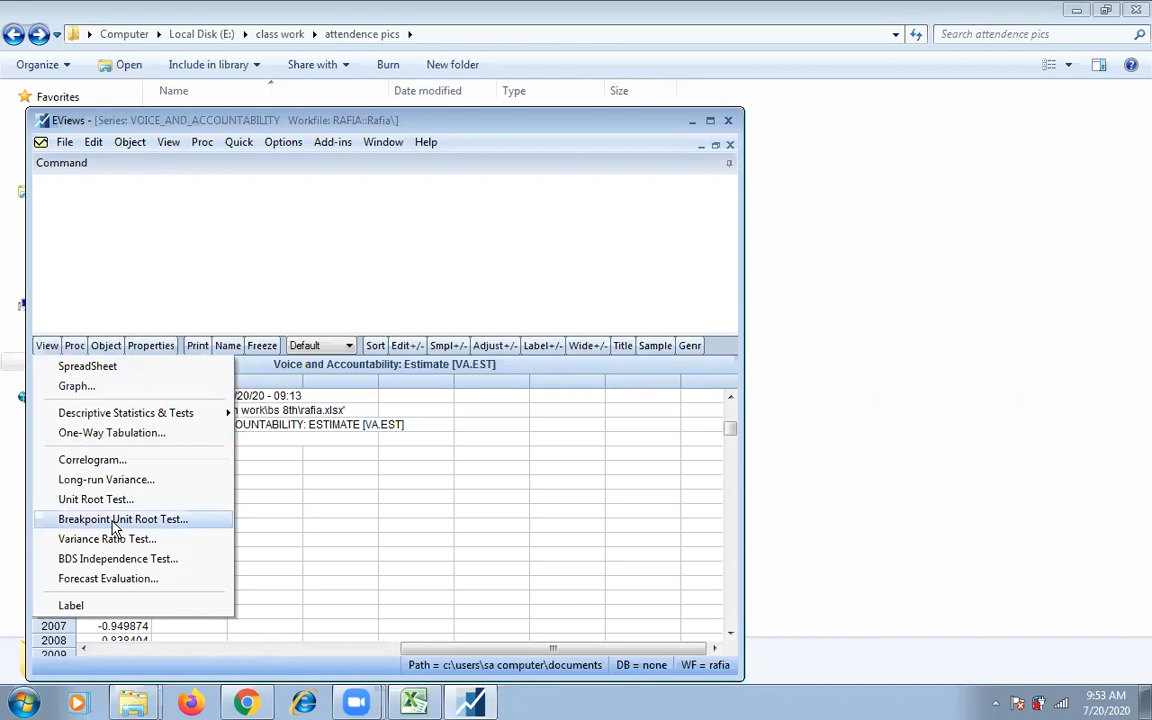 Computer Local Disk (E:) class work attendence pics Search attendence pics
Organize Open Include in library Share with Burn New folder
Favorites Name Date modified Type Size
EViews - [Series: VOICE_AND_ACCOUNTABILITY Workfile: RAFIA::Rafia\]
File Edit Object View Proc Quick Options Add-ins Window Help
Command
View Proc Object Properties Print Name Freeze Default Sort Edit+/- Smpl+/- Adjust+/- Label+/- Wide+/- Title Sample Genr
Voice and Accountability: Estimate [VA.EST]
SpreadSheet
Graph...
/20/20 - 09:13
work\bs 8th\rafia.xlsx'
OUNTABILITY: ESTIMATE [VA.EST]
Descriptive Statistics & Tests
One-Way Tabulation...
Correlogram...
Long-run Variance...
Unit Root Test...
Breakpoint Unit Root Test...
Variance Ratio Test...
BDS Independence Test...
Forecast Evaluation...
Label
2007 -0.949874
2008 -0.838404
2009
Path = c:\users\sa computer\documents DB = none WF = rafia
9:53 AM
7/20/2020